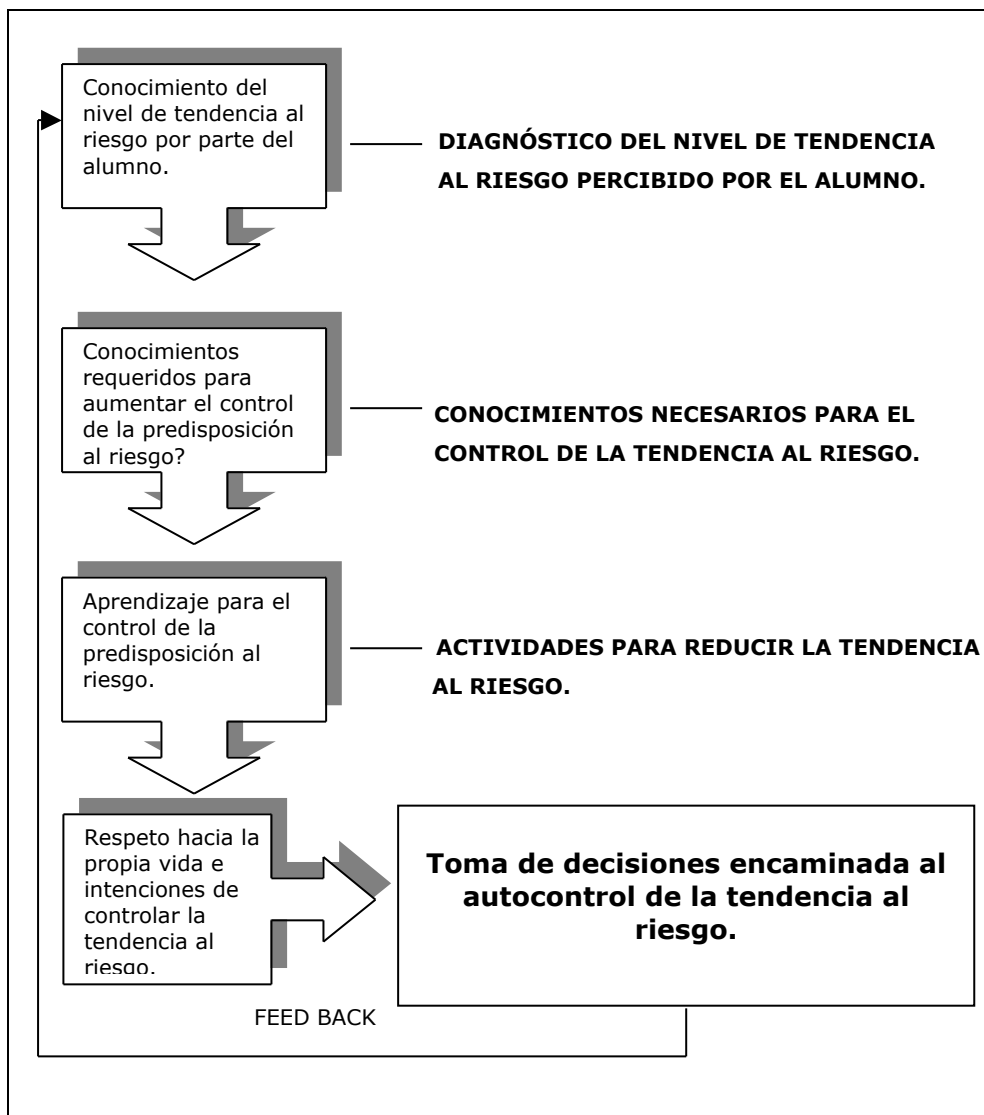 Conocimiento del
nivel de tendencia al
riesgo por parte del
alumno.
DIAGNÓSTICO DEL NIVEL DE TENDENCIA
AL RIESGO PERCIBIDO POR EL ALUMNO.
Conocimientos
requeridos para
aumentar el control
de la predisposición
al riesgo?
CONOCIMIENTOS NECESARIOS PARA EL
CONTROL DE LA TENDENCIA AL RIESGO.
Aprendizaje para el
control de la
predisposición al
riesgo.
ACTIVIDADES PARA REDUCIR LA TENDENCIA
AL RIESGO.
Respeto hacia la
propia vida e
intenciones de
controlar la
tendencia al
riesgo.
Toma de decisiones encaminada al
autocontrol de la tendencia al
riesgo.
FEED BACK